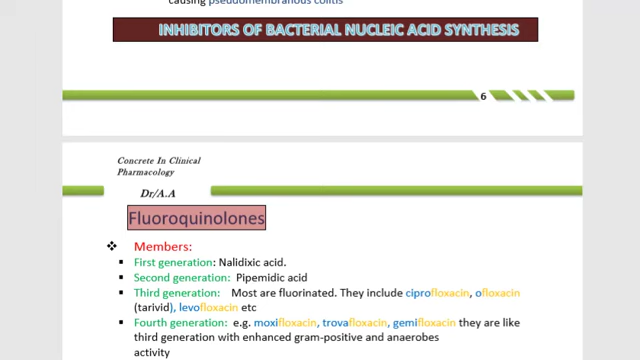 causing pseudomembranous colitis
INHIBITORS OF BACTERIAL NUCLEIC ACID SYNTHESIS
6
Concrete In Clinical
Pharmacology
Dr/A.A
Fluoroquinolones
❖ Members:
▪ First generation: Nalidixic acid.
▪ Second generation: Pipemidic acid
▪ Third generation: Most are fluorinated. They include ciprofloxacin, ofloxacin
(tarivid), levofloxacin etc
▪ Fourth generation: e.g. moxifloxacin, trovafloxacin, gemifloxacin they are like
third generation with enhanced gram-positive and anaerobes
activity